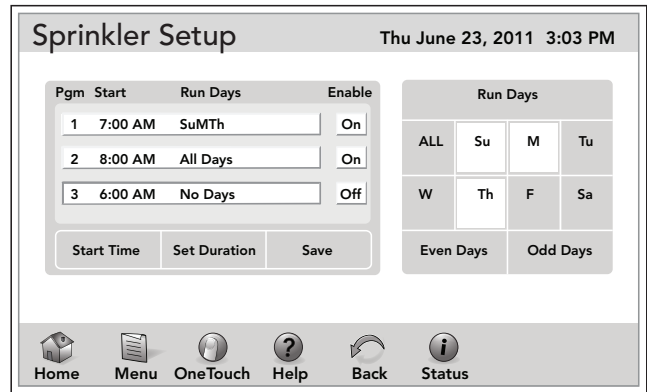 Sprinkler Setup
Thu June 23, 2011 3:03 PM
Pgm Start Run Days Enable
1 7:00 AM SuMTh On
2 8:00 AM All Days On
3 6:00 AM No Days Off
Start Time Set Duration Save
Run Days
ALL Su M Tu
W Th F Sa
Even Days Odd Days
?
i
Home Menu OneTouch Help Back Status